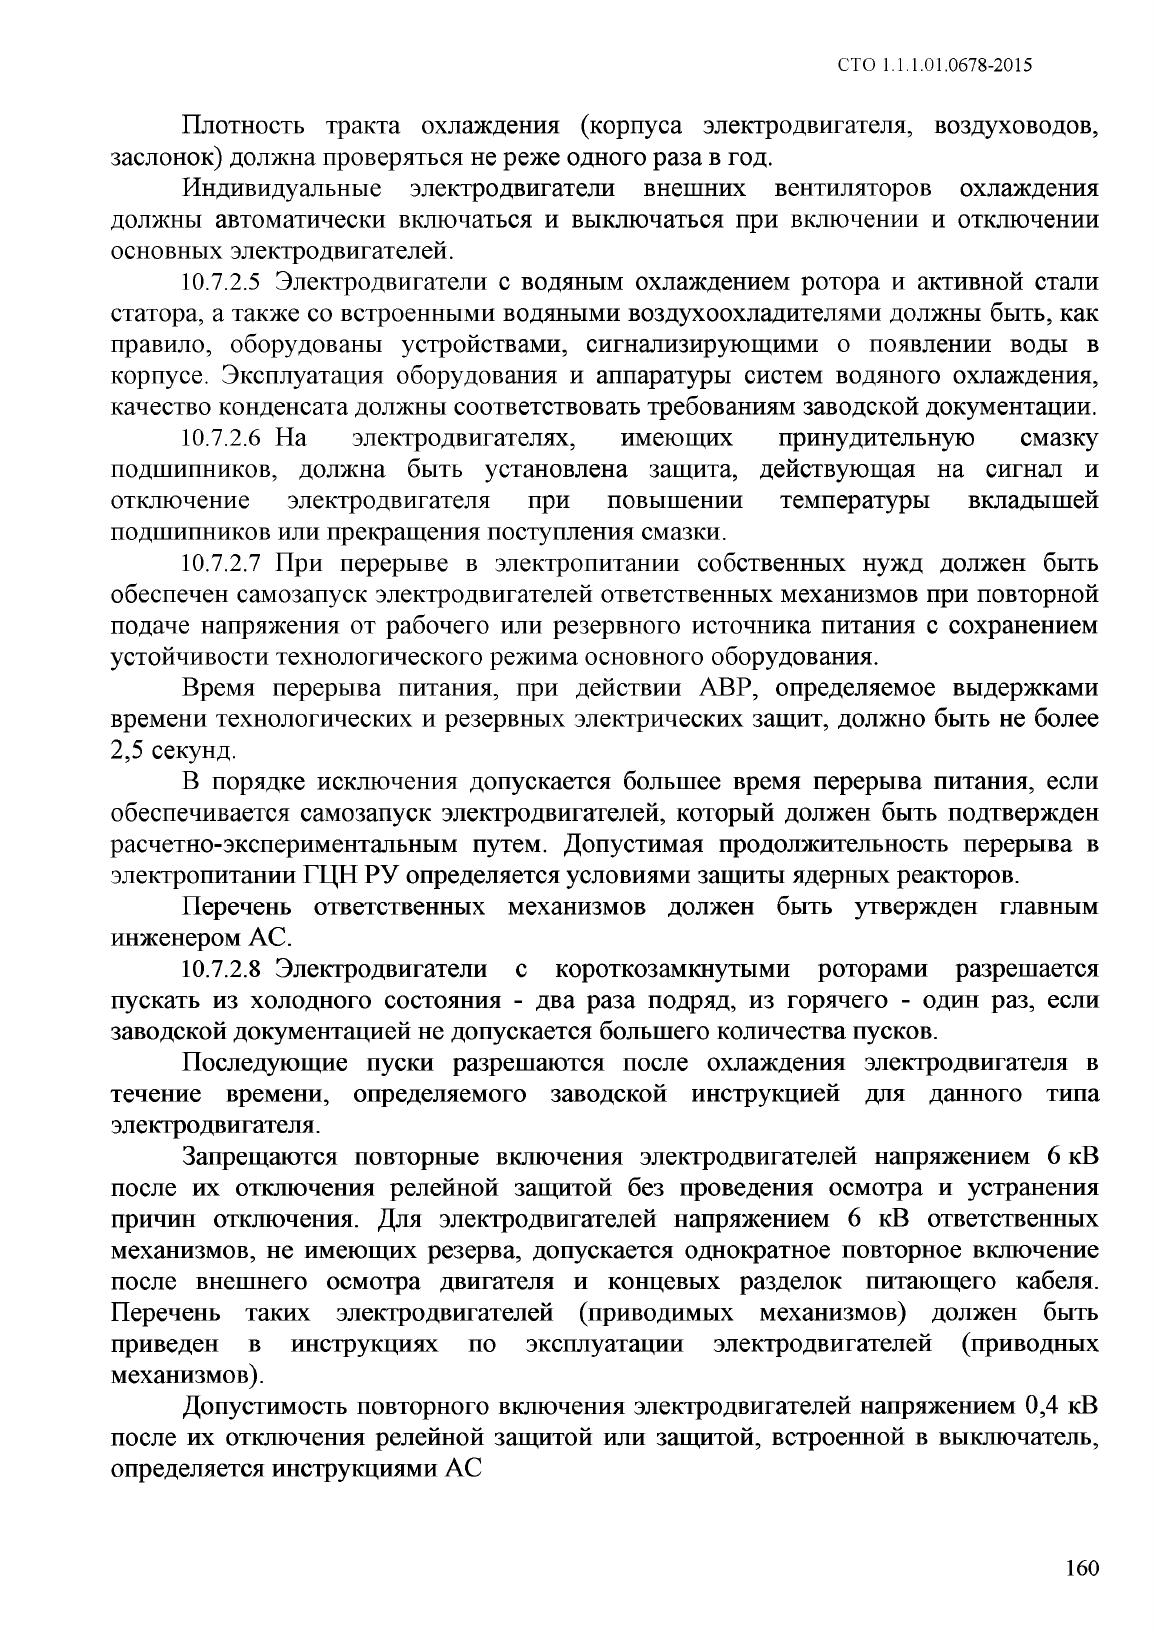 СТО 1.1.1.01.0678-2015
Плотность тракта охлаждения (корпуса электродвигателя, воздуховодов,
заслонок) должна проверяться не реже одного раза в год.
Индивидуальные электродвигатели внешних вентиляторов охлаждения
должны автоматически включаться и выключаться при включении и отключении
основных электродвигателей.
10.7.2.5 Электродвигатели с водяным охлаждением ротора и активной стали
статора, а также со встроенными водяными воздухоохладителями должны быть, как
правило, оборудованы устройствами, сигнализирующими о появлении воды в
корпусе. Эксплуатация оборудования и аппаратуры систем водяного охлаждения,
качество конденсата должны соответствовать требованиям заводской документации.
10.7.2.6 На электродвигателях, имеющих принудительную смазку
подшипников, должна быть установлена защита, действующая на сигнал и
отключение электродвигателя при повышении температуры вкладышей
подшипников или прекращения поступления смазки.
10.7.2.7 При перерыве в электропитании собственных нужд должен быть
обеспечен самозапуск электродвигателей ответственных механизмов при повторной
подаче напряжения от рабочего или резервного источника питания с сохранением
устойчивости технологического режима основного оборудования.
Время перерыва питания, при действии АВР, определяемое выдержками
времени технологических и резервных электрических защит, должно быть не более
2,5 секунд.
В порядке исключения допускается большее время перерыва питания, если
обеспечивается самозапуск электродвигателей, который должен быть подтвержден
расчетно-экспериментальным путем. Допустимая продолжительность перерыва в
электропитании ГЦН РУ определяется условиями защиты ядерных реакторов.
Перечень ответственных механизмов должен быть утвержден главным
инженером АС.
10.7.2.8 Электродвигатели с короткозамкнутыми роторами разрешается
пускать из холодного состояния - два раза подряд, из горячего - один раз, если
заводской документацией не допускается большего количества пусков.
Последующие пуски разрешаются после охлаждения электродвигателя в
течение времени, определяемого заводской инструкцией для данного типа
электродвигателя.
Запрещаются повторные включения электродвигателей напряжением 6 кВ
после их отключения релейной защитой без проведения осмотра и устранения
причин отключения. Для электродвигателей напряжением 6 кВ ответственных
механизмов, не имеющих резерва, допускается однократное повторное включение
после внешнего осмотра двигателя и концевых разделок питающего кабеля.
Перечень таких электродвигателей (приводимых механизмов) должен быть
приведен в инструкциях по эксплуатации электродвигателей (приводных
механизмов).
Допустимость повторного включения электродвигателей напряжением 0,4 кВ
после их отключения релейной защитой или защитой, встроенной в выключатель,
определяется инструкциями АС
160